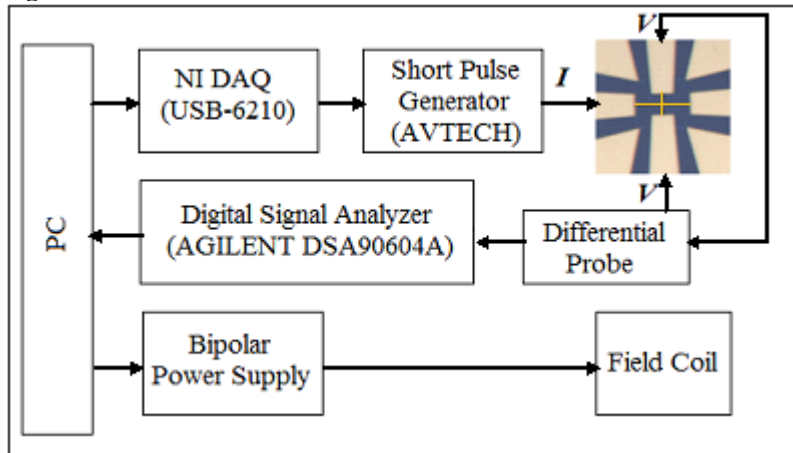 PC
NI DAQ
(USB-6210)
Short Pulse
Generator
(AVTECH)
I
V
V
Digital Signal Analyzer
(AGILENT DSA90604A)
Differential
Probe
Bipolar
Power Supply
Field Coil